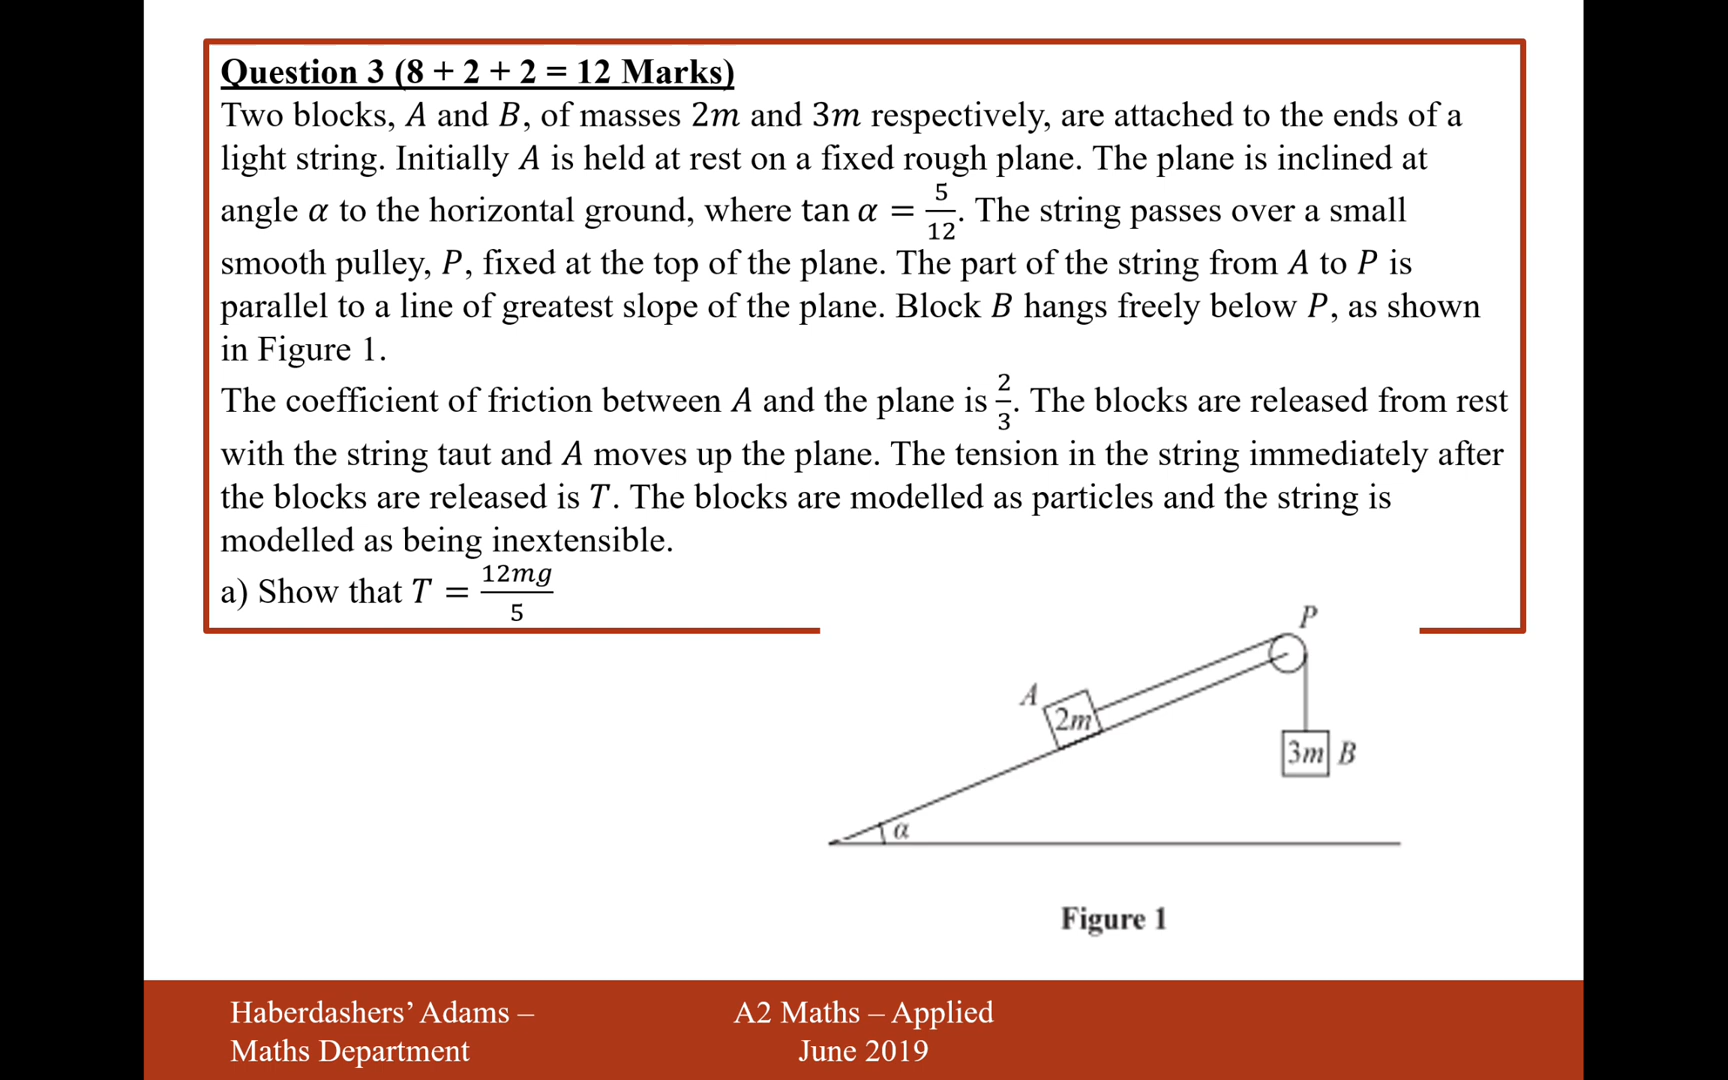 Question 3 (8 + 2 + 2 = 12 Marks)
Two blocks, A and B, of masses 2m and 3m respectively, are attached to the ends of a
light string. Initially A is held at rest on a fixed rough plane. The plane is inclined at
angle α to the horizontal ground, where tan α = 5/12. The string passes over a small
smooth pulley, P, fixed at the top of the plane. The part of the string from A to P is
parallel to a line of greatest slope of the plane. Block B hangs freely below P, as shown
in Figure 1.
The coefficient of friction between A and the plane is 2/3. The blocks are released from rest
with the string taut and A moves up the plane. The tension in the string immediately after
the blocks are released is T. The blocks are modelled as particles and the string is
modelled as being inextensible.
a) Show that T = 12mg/5
P
A
2m
3m B
α
Figure 1
Haberdashers’ Adams –
Maths Department
A2 Maths – Applied
June 2019